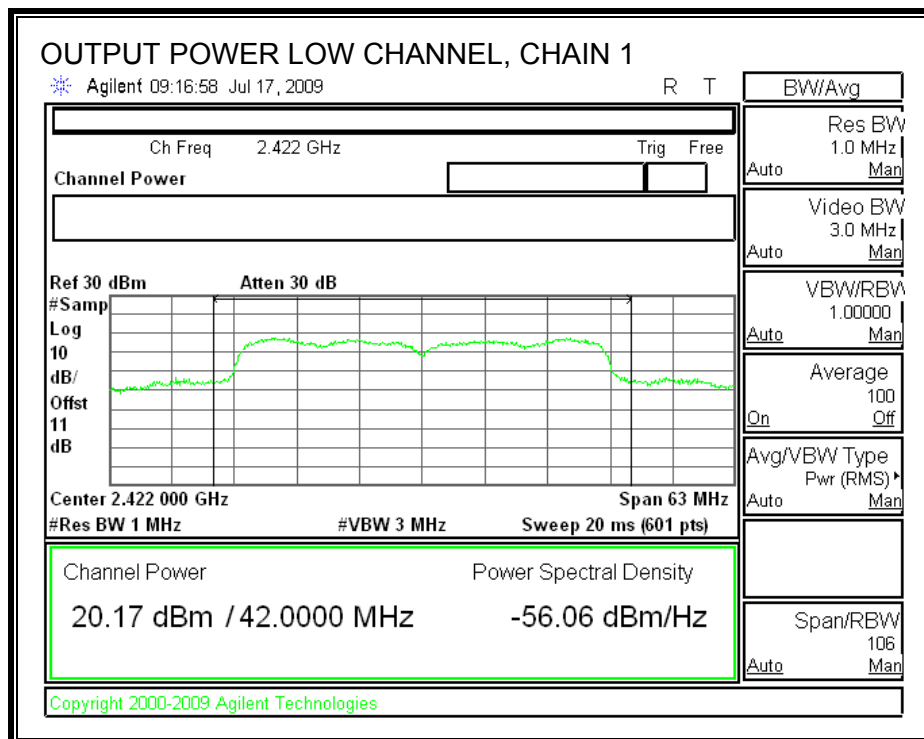 OUTPUT POWER LOW CHANNEL, CHAIN 1
Agilent 09:16:58 Jul 17, 2009 R T
Ch Freq 2.422 GHz Trig Free
Channel Power
Ref 30 dBm Atten 30 dB
#Samp
Log
10
dB/
Offst
11
dB
Center 2.422 000 GHz Span 63 MHz
#Res BW 1 MHz #VBW 3 MHz Sweep 20 ms (601 pts)
Channel Power Power Spectral Density
20.17 dBm / 42.0000 MHz -56.06 dBm/Hz
Copyright 2000-2009 Agilent Technologies
BW/Avg
Res BW
1.0 MHz
Auto Man
Video BW
3.0 MHz
Auto Man
VBW/RBW
1.00000
Auto Man
Average
100
On Off
Avg/VBW Type
Pwr (RMS)
Auto Man
Span/RBW
106
Auto Man